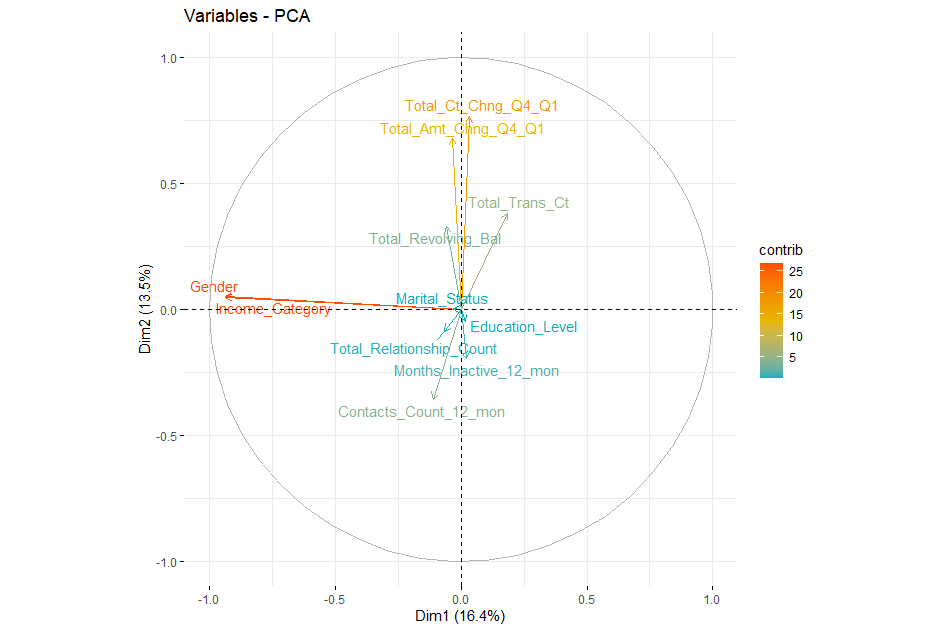 Variables - PCA
1.0
0.5
0.0
-0.5
-1.0
Dim2 (13.5%)
Total_Ct_Chng_Q4_Q1
Total_Amt_Chng_Q4_Q1
Total_Trans_Ct
Total_Revolving_Bal
Gender
Marital_Status
Income_Category
Education_Level
Total_Relationship_Count
Months_Inactive_12_mon
Contacts_Count_12_mon
-1.0
-0.5
0.0
0.5
1.0
Dim1 (16.4%)
contrib
25
20
15
10
5